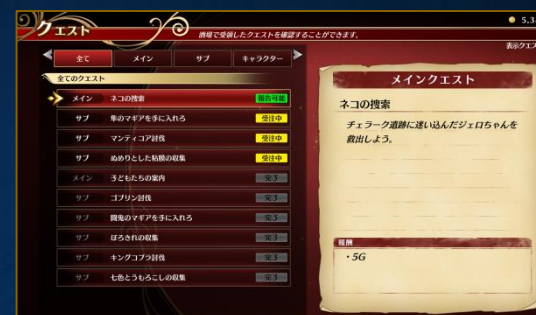 クエスト
酒場で受領したクエストを確認することができます。
5,3
表示クエス
全て
メイン
サブ
キャラクター
全てのクエスト
メイン ネコの捜索 報告可能
サブ 隼のマギアを手に入れろ 受注中
サブ マンティコア討伐 受注中
サブ ぬめりとした粘膜の収集 受注中
メイン 子どもたちの案内 完了
サブ ゴブリン討伐 完了
サブ 闘鬼のマギアを手に入れろ 完了
サブ ぼろきれの収集 完了
サブ キングコブラ討伐 完了
サブ 七色とうもろこしの収集 完了
メインクエスト
ネコの捜索
チェラーク遺跡に迷い込んだジェロちゃんを
救出しよう。
報酬
・5G